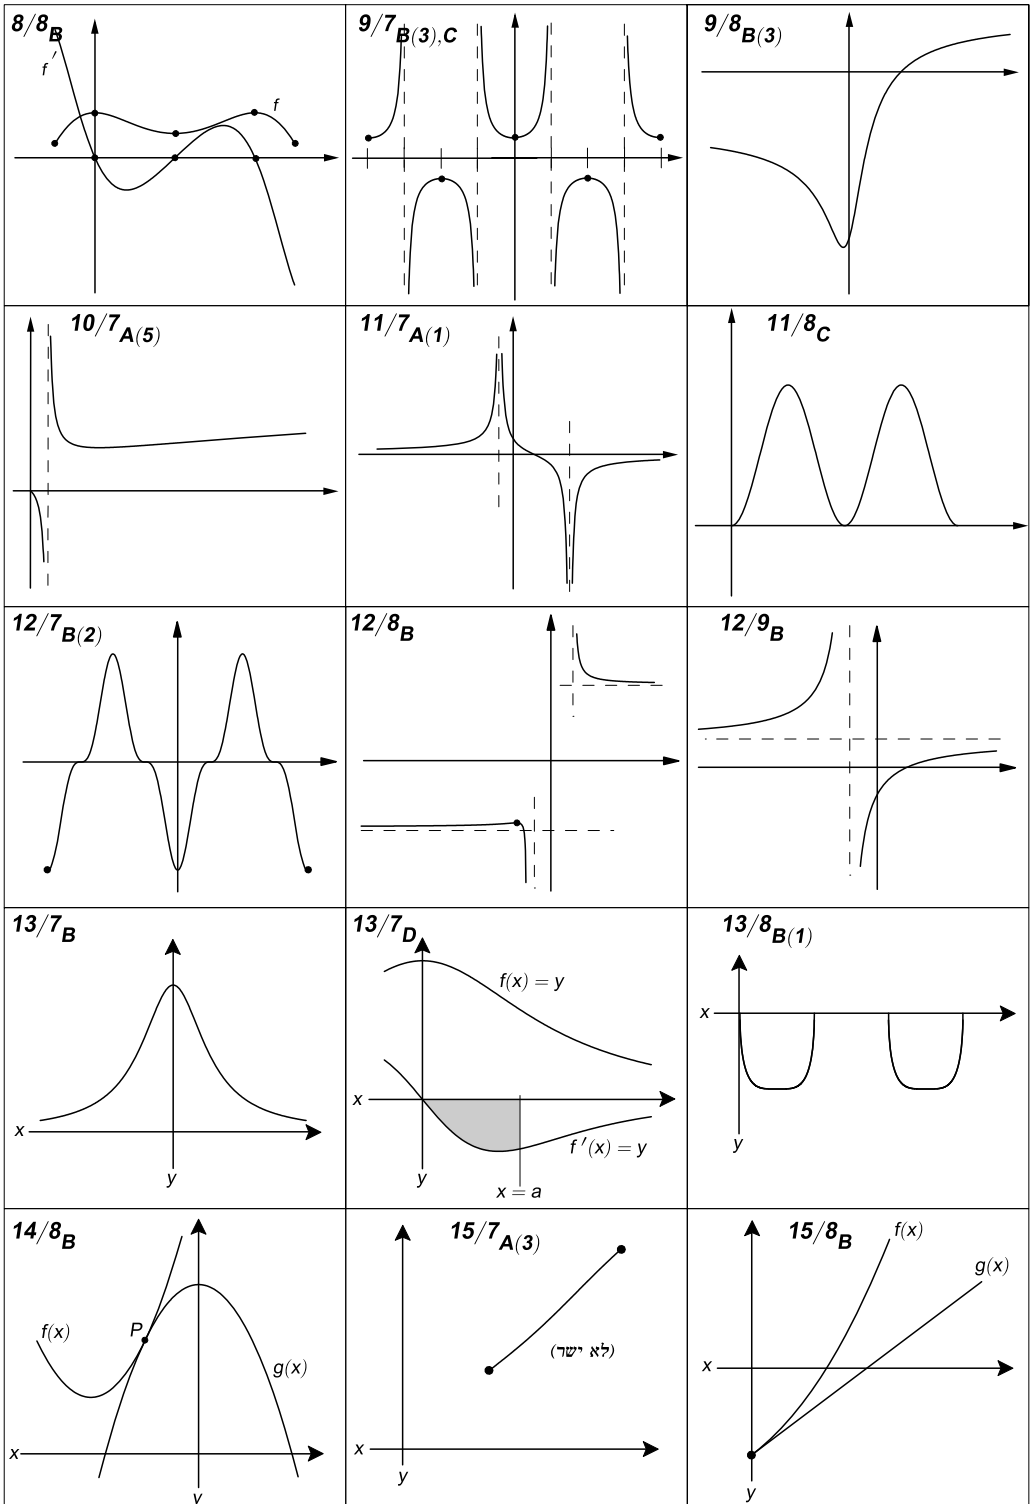 8/8B
f′
f
9/7B(3),C
9/8B(3)
10/7A(5)
11/7A(1)
11/8C
12/7B(2)
12/8B
12/9B
13/7B
x
y
13/7D
f(x) = y
x
f′(x) = y
y
x = a
13/8B(1)
x
y
14/8B
f(x)
P
g(x)
x
y
15/7A(3)
(לא ישר)
x
y
15/8B
f(x)
g(x)
x
y